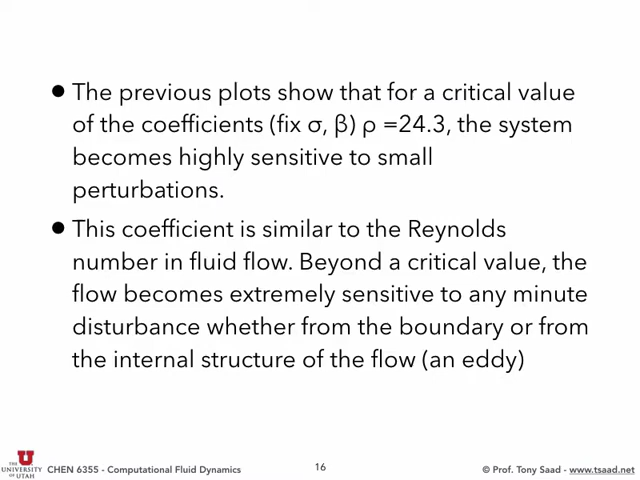 ● The previous plots show that for a critical value
of the coefficients (fix σ, β) ρ =24.3, the system
becomes highly sensitive to small
perturbations.
● This coefficient is similar to the Reynolds
number in fluid flow. Beyond a critical value, the
flow becomes extremely sensitive to any minute
disturbance whether from the boundary or from
the internal structure of the flow (an eddy)
THE
UNIVERSITY
OF UTAH
CHEN 6355 - Computational Fluid Dynamics
16
© Prof. Tony Saad - www.tsaad.net